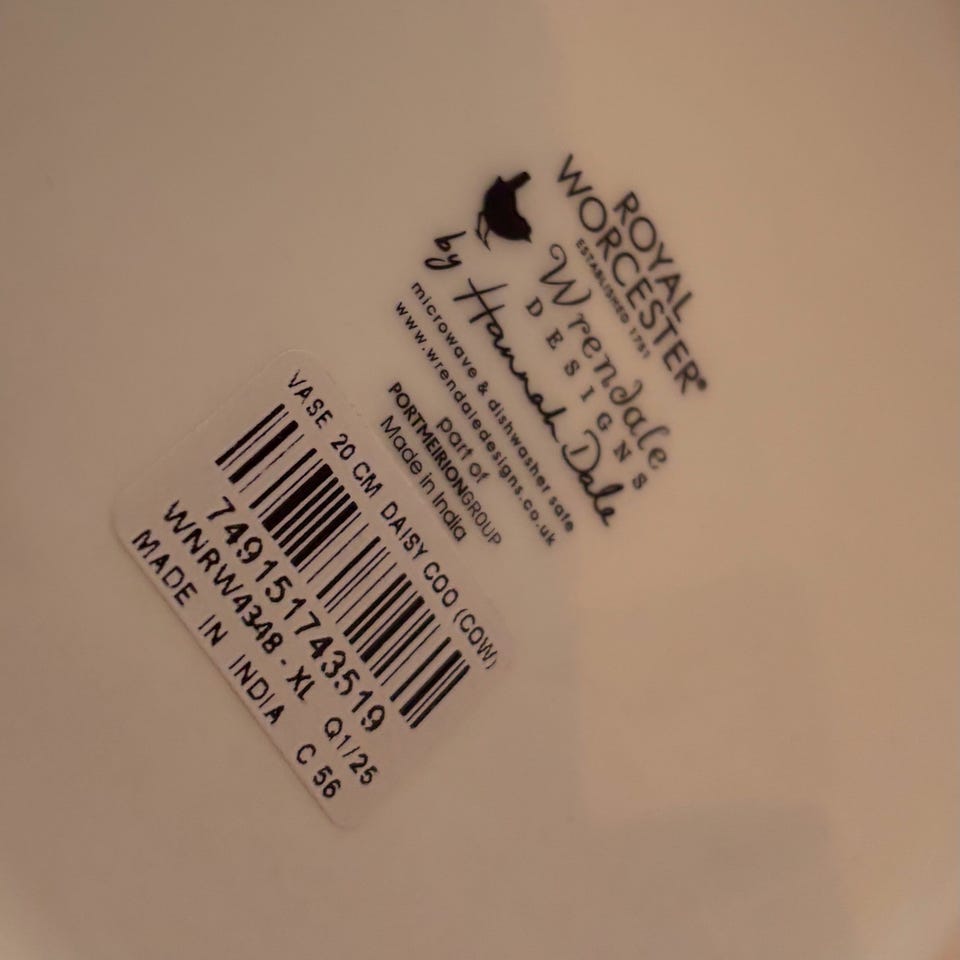 ROYAL
WORCESTER®
ESTABLISHED 1751
Wrendale
DESIGNS
by Hannah Dale
microwave & dishwasher safe
www.wrendaledesigns.co.uk
part of
PORTMEIRIONGROUP
Made in India
VASE 20 CM DAISY COO (COW)
749151743519
WNRW4348-XL Q1/25
MADE IN INDIA C 56